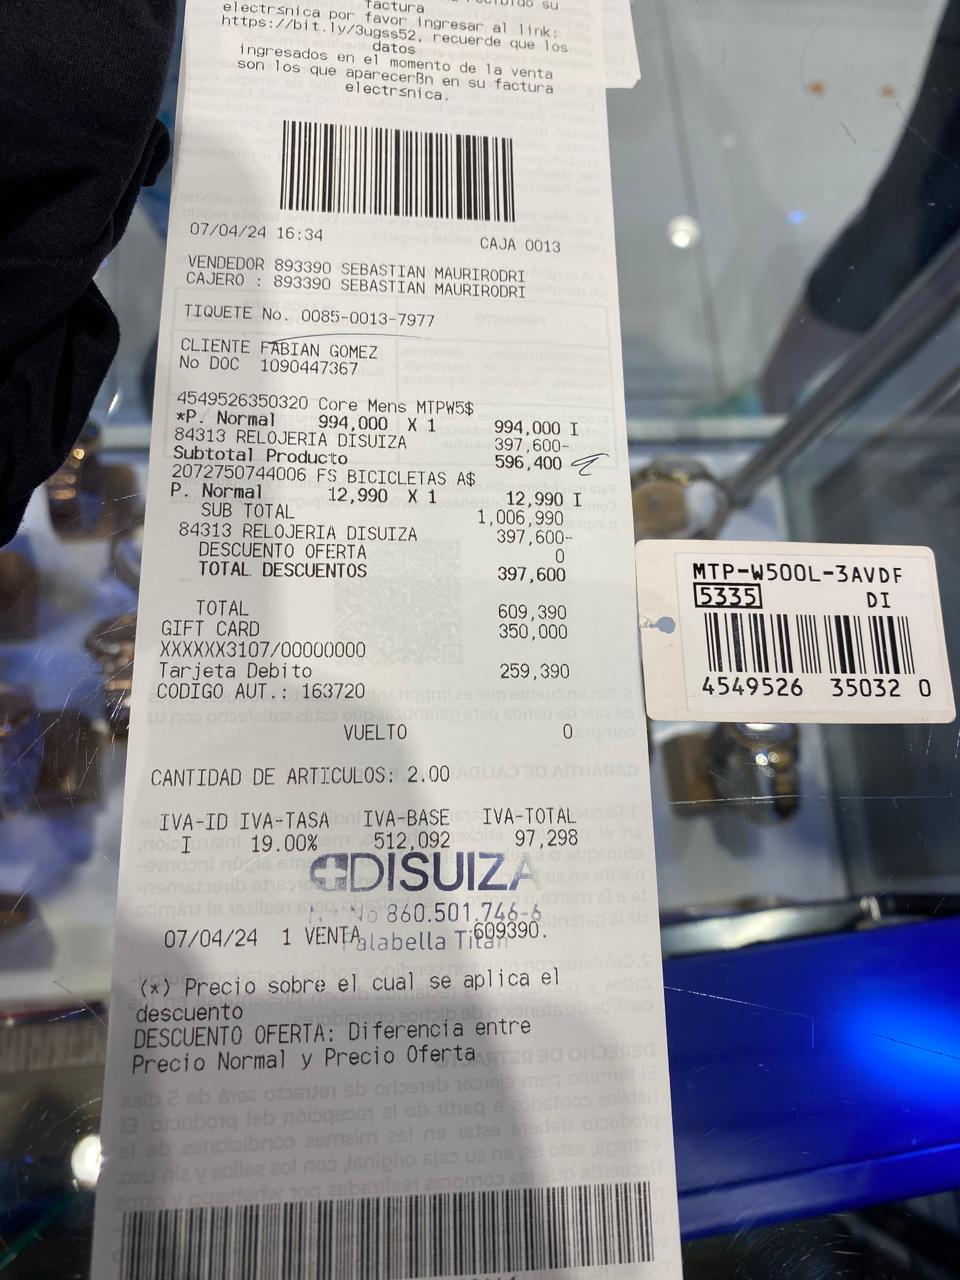 su
factura
electr≤nica por favor ingresar al link:
https://bit.ly/3ugss52, recuerde que los
datos
ingresados en el momento de la venta
son los que aparecerßn en su factura
electr≤nica.
07/04/24 16:34 CAJA 0013
VENDEDOR 893390 SEBASTIAN MAURIRODRI
CAJERO : 893390 SEBASTIAN MAURIRODRI
TIQUETE No. 0085-0013-7977
CLIENTE FABIAN GOMEZ
No DOC 1090447367
4549526350320 Core Mens MTPW5$
*P. Normal 994,000 X 1 994,000 I
84313 RELOJERIA DISUIZA 397,600-
Subtotal Producto 596,400
2072750744006 FS BICICLETAS A$
P. Normal 12,990 X 1 12,990 I
SUB TOTAL 1,006,990
84313 RELOJERIA DISUIZA 397,600-
DESCUENTO OFERTA 0
TOTAL DESCUENTOS 397,600
TOTAL 609,390
GIFT CARD 350,000
XXXXXX3107/00000000
Tarjeta Debito 259,390
CODIGO AUT.: 163720
VUELTO 0
CANTIDAD DE ARTICULOS: 2.00
IVA-ID IVA-TASA IVA-BASE IVA-TOTAL
I 19.00% 512,092 97,298
DISUIZA
No 860.501.746-6
07/04/24 1 VENTA 609390.
Falabella Titán
(*) Precio sobre el cual se aplica el
descuento
DESCUENTO OFERTA: Diferencia entre
Precio Normal y Precio Oferta
MTP-W500L-3AVDF
5335 DI
4549526 35032 0